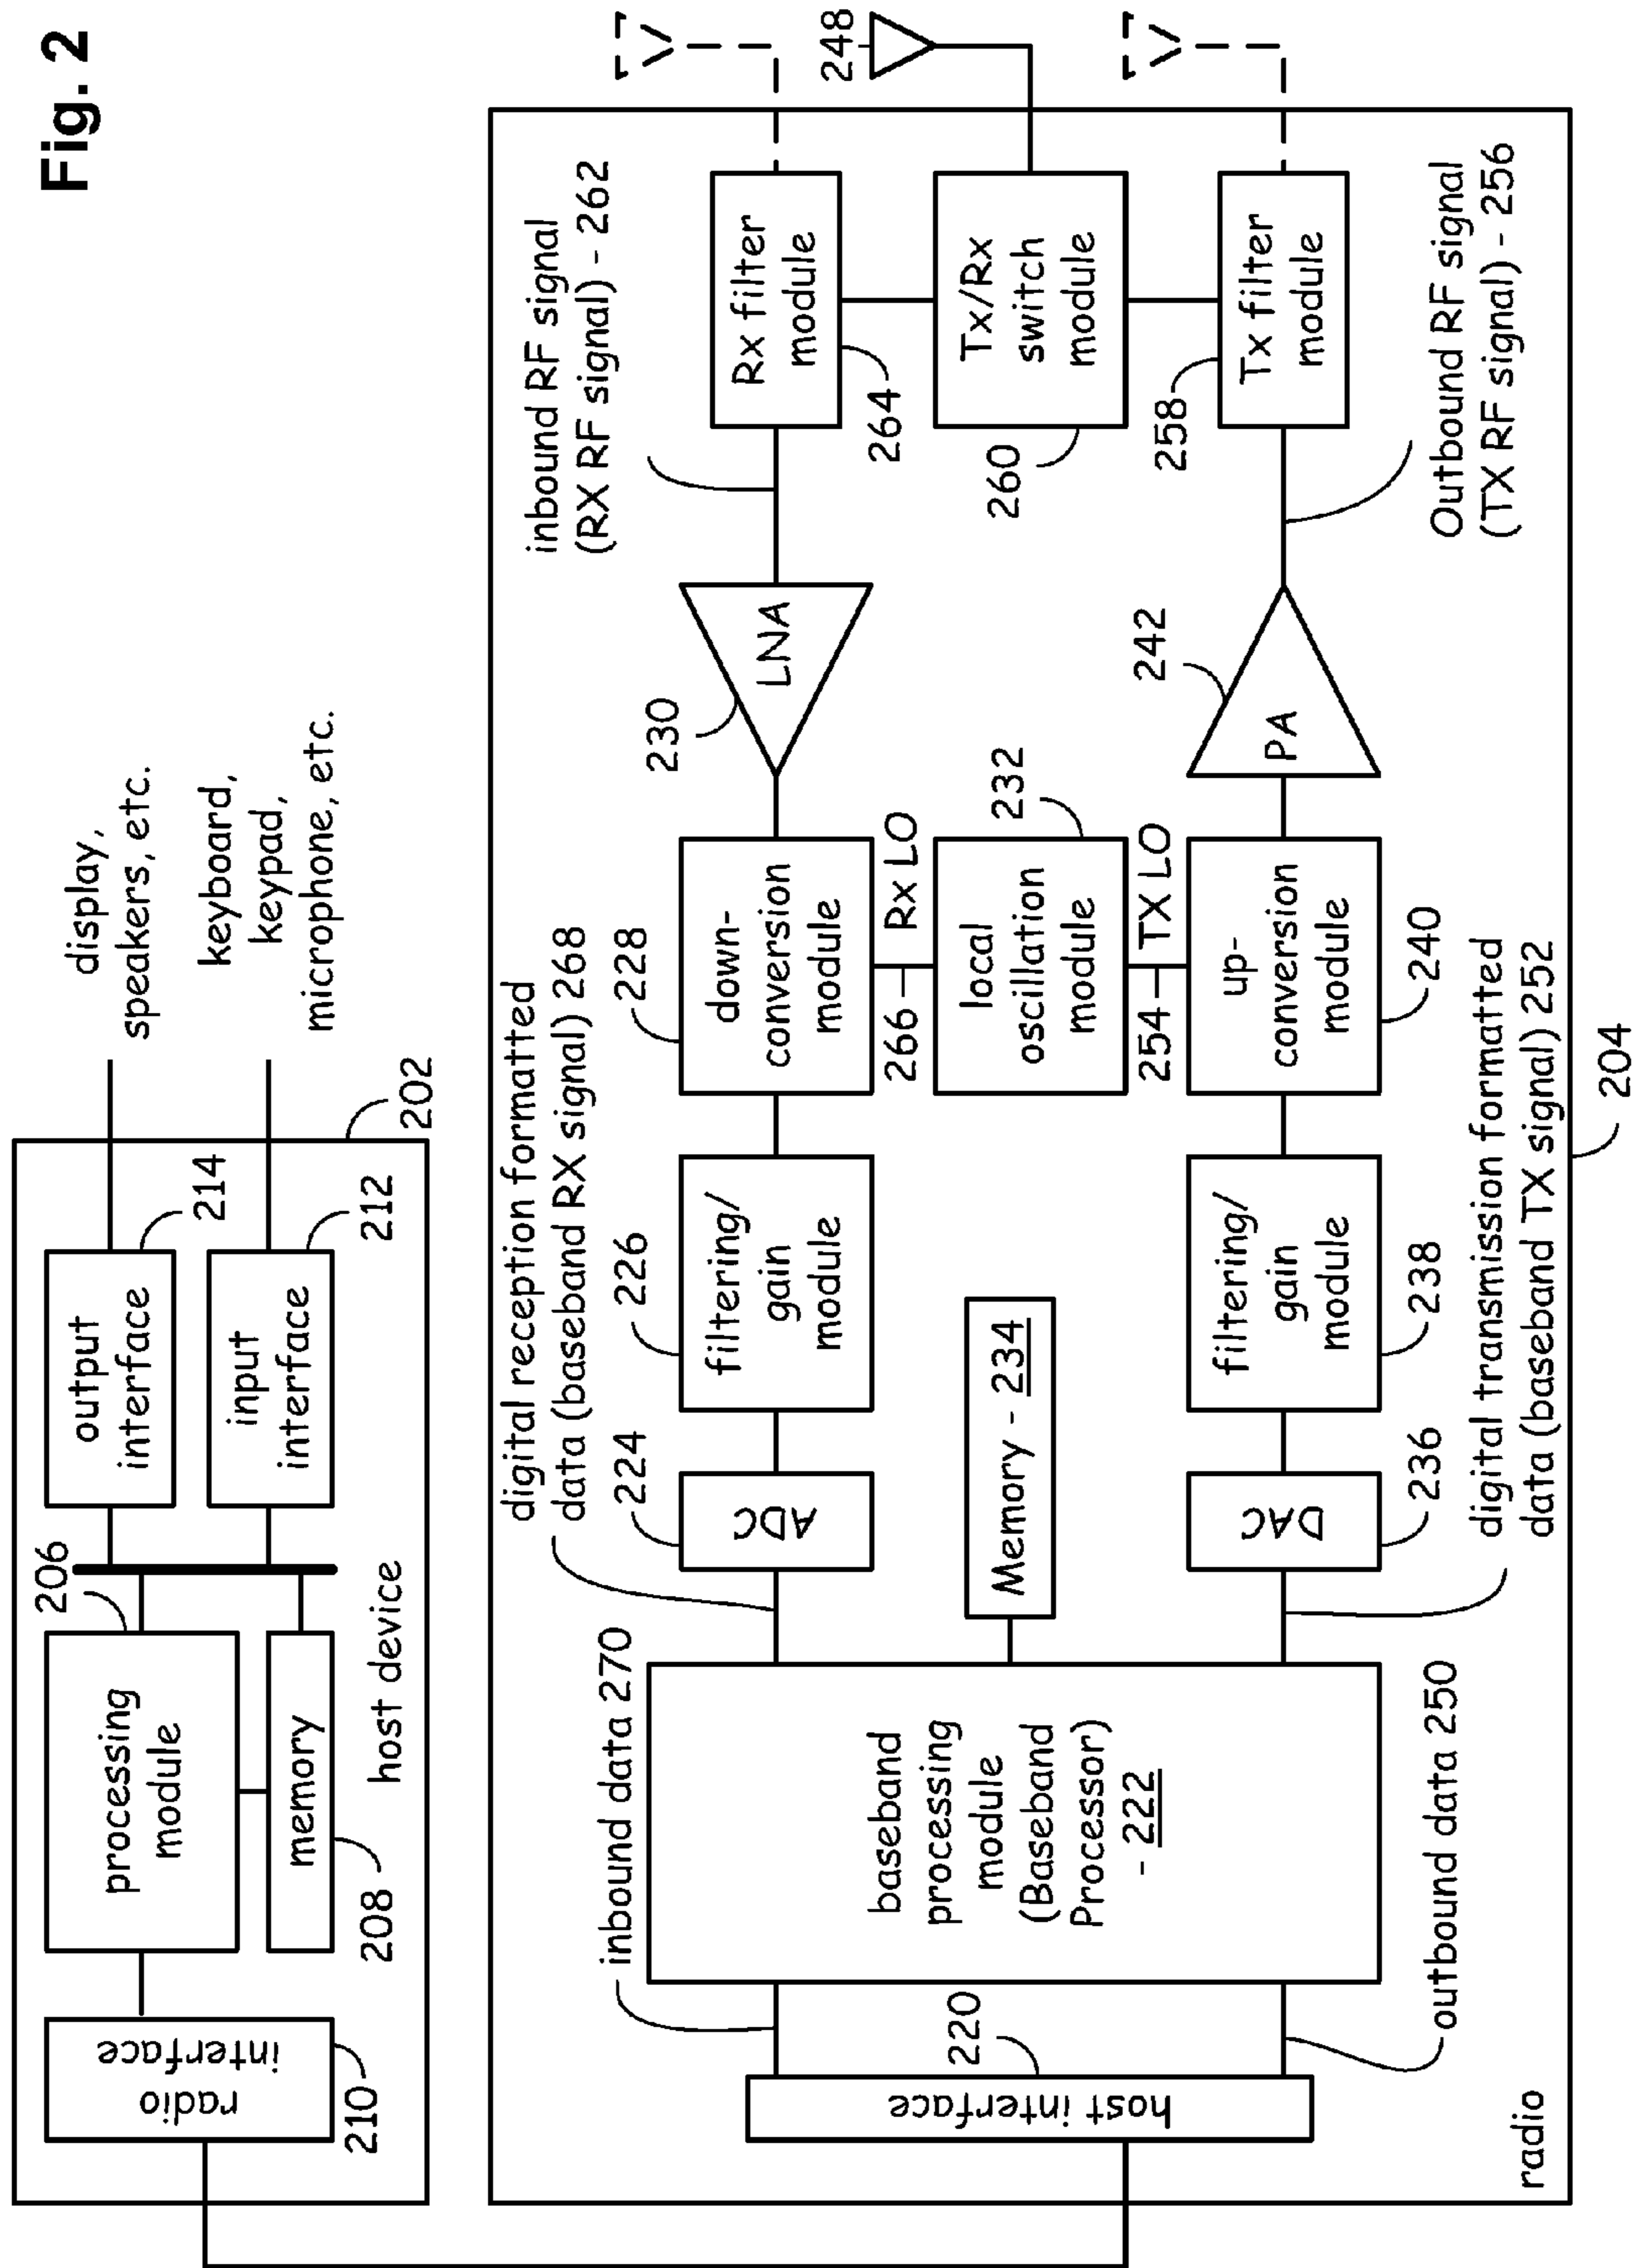 Fig. 2
display,
speakers, etc.
keyboard,
keypad,
microphone, etc.
202
206
output
interface
214
input
interface
212
processing
module
memory
208
radio
interface
210
host device
digital reception formatted
data (baseband RX signal) 268
inbound RF signal
(RX RF signal) - 262
248
inbound data 270
224
226
228
230
ADC
filtering/
gain
module
down-
conversion
module
LNA
Rx filter
module
264
266
Rx LO
220
host interface
baseband
processing
module
(Baseband
Processor)
- 222
Memory - 234
local
oscillation
module
232
Tx/Rx
switch
module
260
254
TX LO
242
258
DAC
filtering/
gain
module
up-
conversion
module
PA
Tx filter
module
236
238
240
outbound data 250
Outbound RF signal
(TX RF signal) - 256
digital transmission formatted
data (baseband TX signal) 252
radio
204